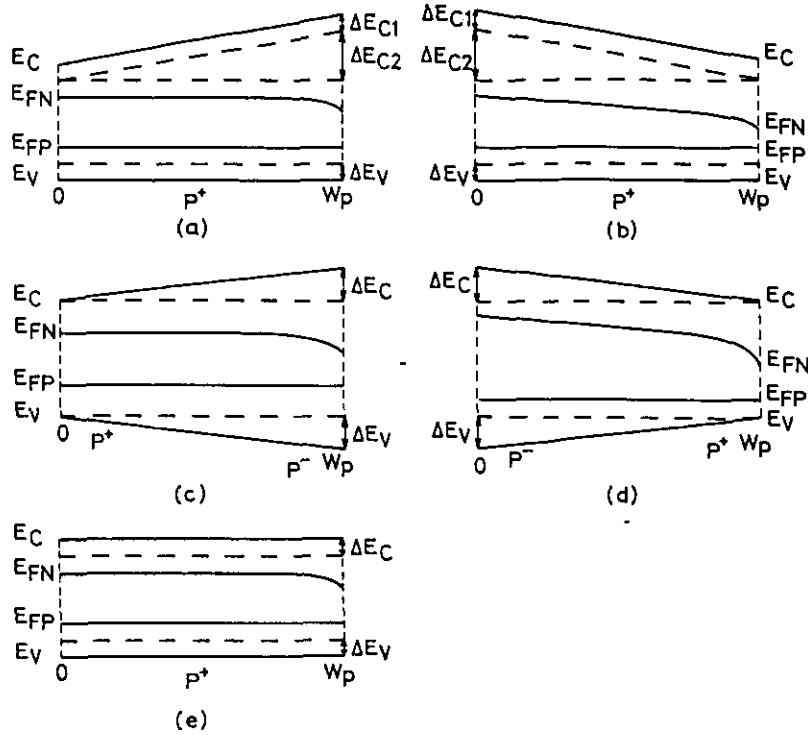 E_C
ΔE_C1
ΔE_C2
E_FN
E_FP
E_V
ΔE_V
0
P⁺
W_P
(a)
ΔE_C1
ΔE_C2
E_C
E_FN
E_FP
ΔE_V
E_V
0
P⁺
W_P
(b)
E_C
ΔE_C
E_FN
E_FP
E_V
ΔE_V
0
P⁺
P⁻
W_P
(c)
ΔE_C
E_C
E_FN
E_FP
ΔE_V
E_V
0
P⁻
P⁺
W_P
(d)
E_C
ΔE_C
E_FN
E_FP
E_V
ΔE_V
0
P⁺
W_P
(e)